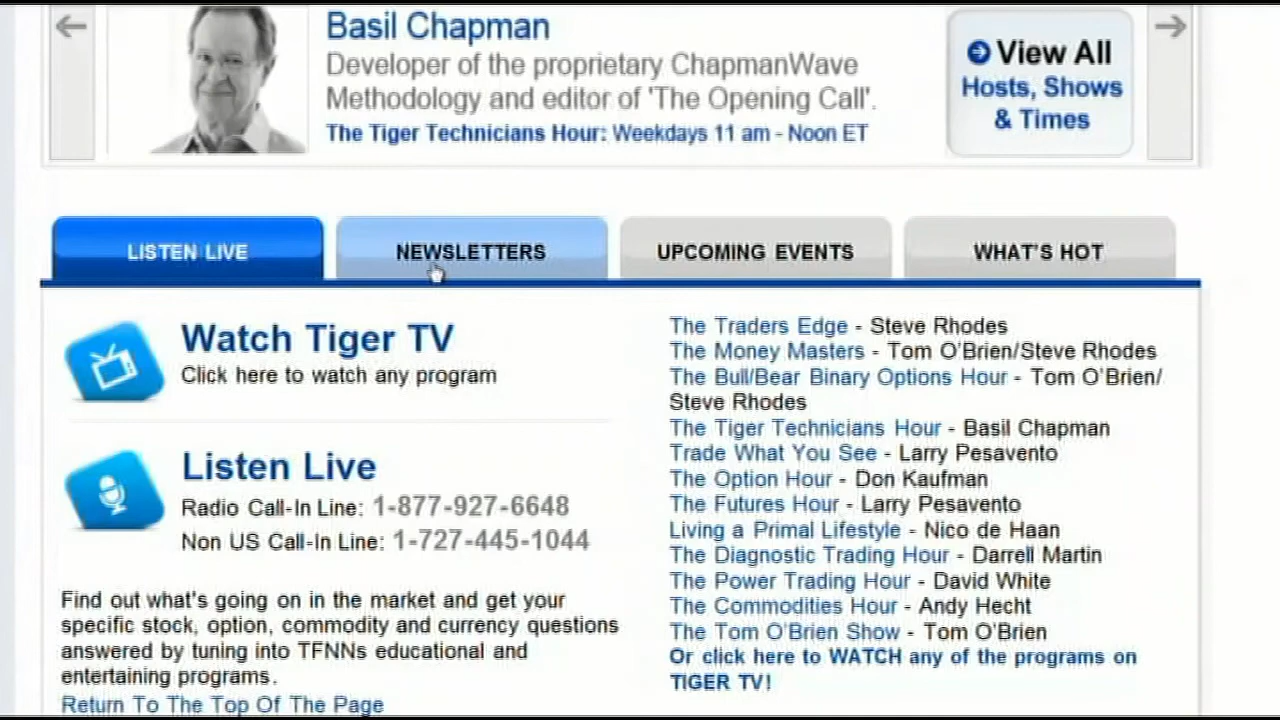 Basil Chapman
Developer of the proprietary ChapmanWave
Methodology and editor of 'The Opening Call'.
The Tiger Technicians Hour: Weekdays 11 am - Noon ET
View All
Hosts, Shows
& Times
LISTEN LIVE
NEWSLETTERS
UPCOMING EVENTS
WHAT'S HOT
Watch Tiger TV
Click here to watch any program
Listen Live
Radio Call-In Line: 1-877-927-6648
Non US Call-In Line: 1-727-445-1044
Find out what's going on in the market and get your
specific stock, option, commodity and currency questions
answered by tuning into TFNNs educational and
entertaining programs.
Return To The Top Of The Page
The Traders Edge - Steve Rhodes
The Money Masters - Tom O'Brien/Steve Rhodes
The Bull/Bear Binary Options Hour - Tom O'Brien/
Steve Rhodes
The Tiger Technicians Hour - Basil Chapman
Trade What You See - Larry Pesavento
The Option Hour - Don Kaufman
The Futures Hour - Larry Pesavento
Living a Primal Lifestyle - Nico de Haan
The Diagnostic Trading Hour - Darrell Martin
The Power Trading Hour - David White
The Commodities Hour - Andy Hecht
The Tom O'Brien Show - Tom O'Brien
Or click here to WATCH any of the programs on
TIGER TV!